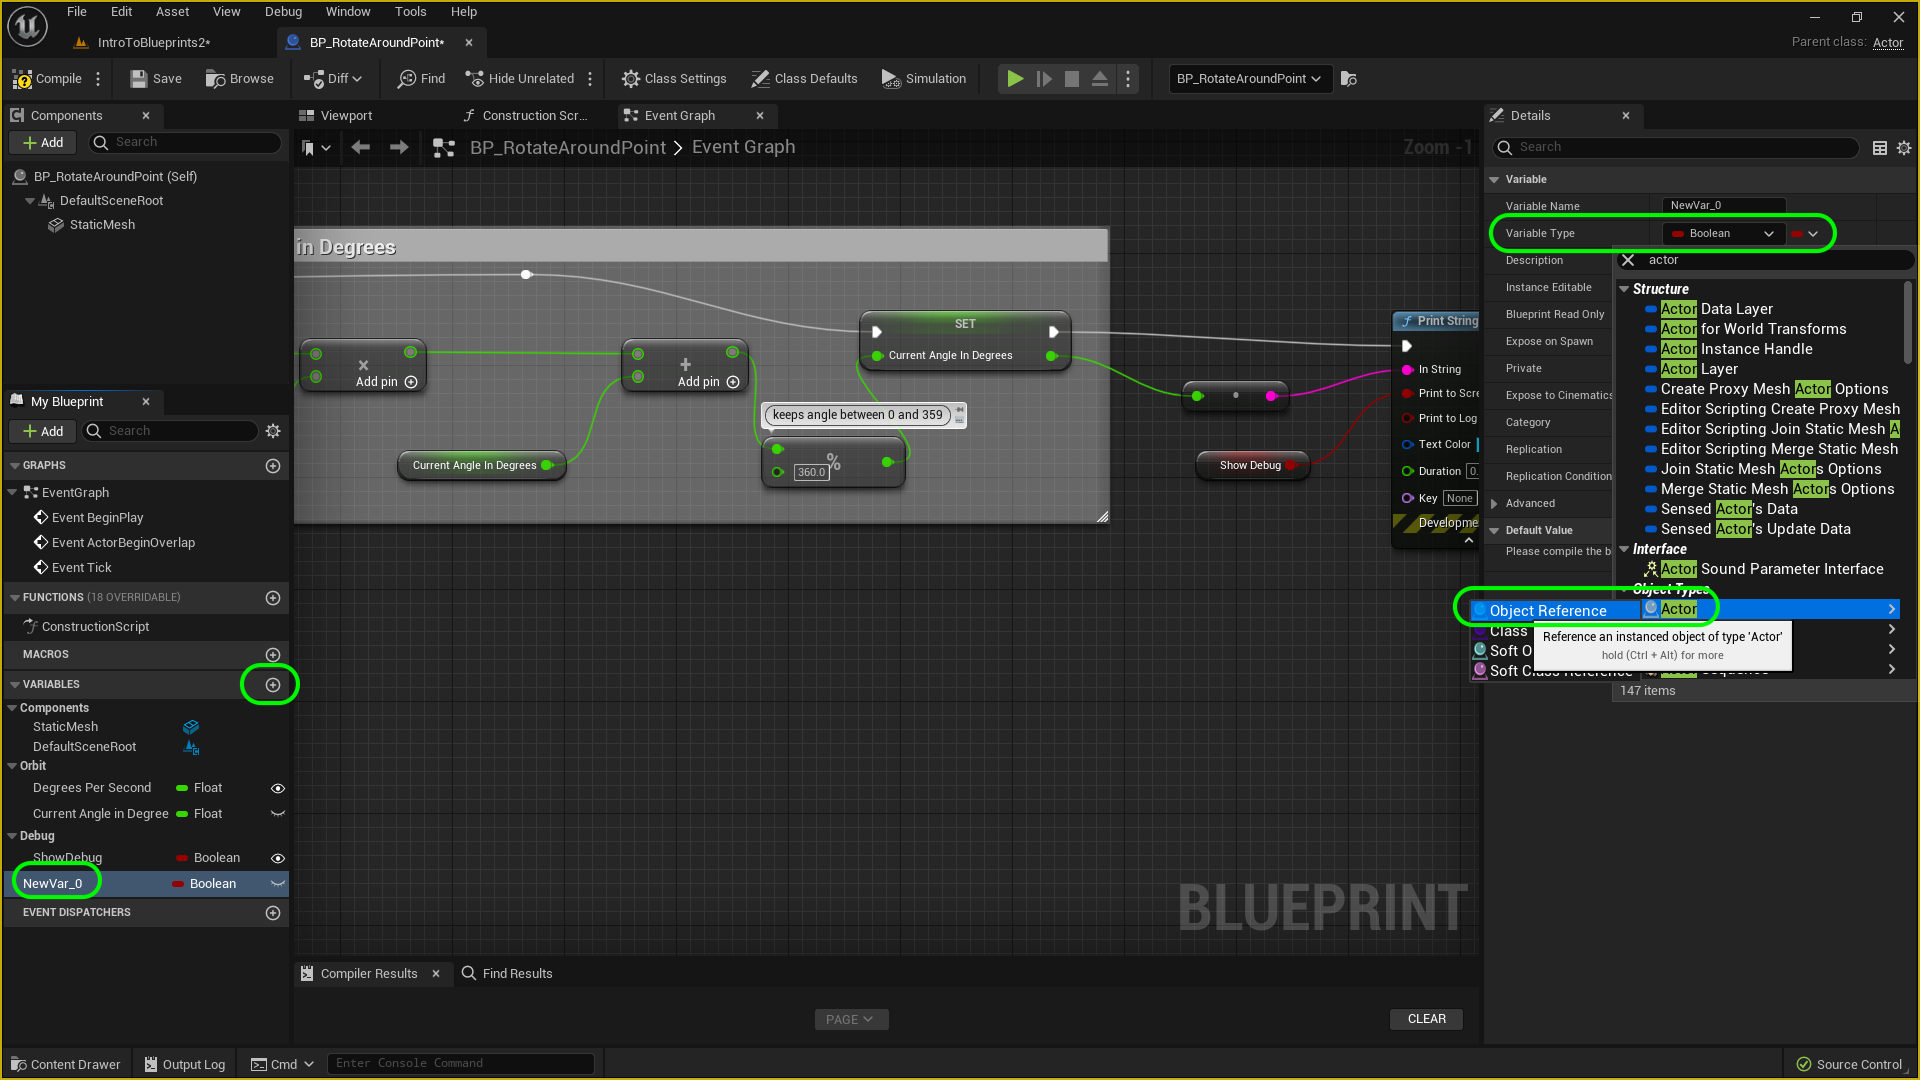 File Edit Asset View Debug Window Tools Help
IntroToBlueprints2*
BP_RotateAroundPoint*
Parent class: Actor
Compile
Save
Browse
Diff
Find
Hide Unrelated
Class Settings
Class Defaults
Simulation
BP_RotateAroundPoint
Components
Add
Search
BP_RotateAroundPoint (Self)
DefaultSceneRoot
StaticMesh
My Blueprint
Add
Search
GRAPHS
EventGraph
Event BeginPlay
Event ActorBeginOverlap
Event Tick
FUNCTIONS (18 OVERRIDABLE)
ConstructionScript
MACROS
VARIABLES
Components
StaticMesh
DefaultSceneRoot
Orbit
Degrees Per Second Float
Current Angle in Degree Float
Debug
ShowDebug Boolean
NewVar_0 Boolean
EVENT DISPATCHERS
Viewport
Construction Scr...
Event Graph
BP_RotateAroundPoint > Event Graph
Zoom -1
in Degrees
Add pin
Add pin
SET
Current Angle In Degrees
keeps angle between 0 and 359
360.0
%
Current Angle In Degrees
Show Debug
Print String
In String
Print to Scre
Print to Log
Text Color
Duration 0.
Key None
Developme
BLUEPRINT
Compiler Results
Find Results
PAGE
CLEAR
Details
Search
Variable
Variable Name NewVar_0
Variable Type Boolean
Description
Instance Editable
Blueprint Read Only
Expose on Spawn
Private
Expose to Cinematics
Category
Replication
Replication Condition
Advanced
Default Value
Please compile the b
actor
Structure
Actor Data Layer
Actor for World Transforms
Actor Instance Handle
Actor Layer
Create Proxy Mesh Actor Options
Editor Scripting Create Proxy Mesh
Editor Scripting Join Static Mesh A
Editor Scripting Merge Static Mesh
Join Static Mesh Actors Options
Merge Static Mesh Actors Options
Sensed Actor's Data
Sensed Actor's Update Data
Interface
Actor Sound Parameter Interface
Object Types
Actor
Object Reference
Class
Soft O
Soft Class Reference
Reference an instanced object of type 'Actor'
hold (Ctrl + Alt) for more
147 items
Content Drawer
Output Log
Cmd
Enter Console Command
Source Control